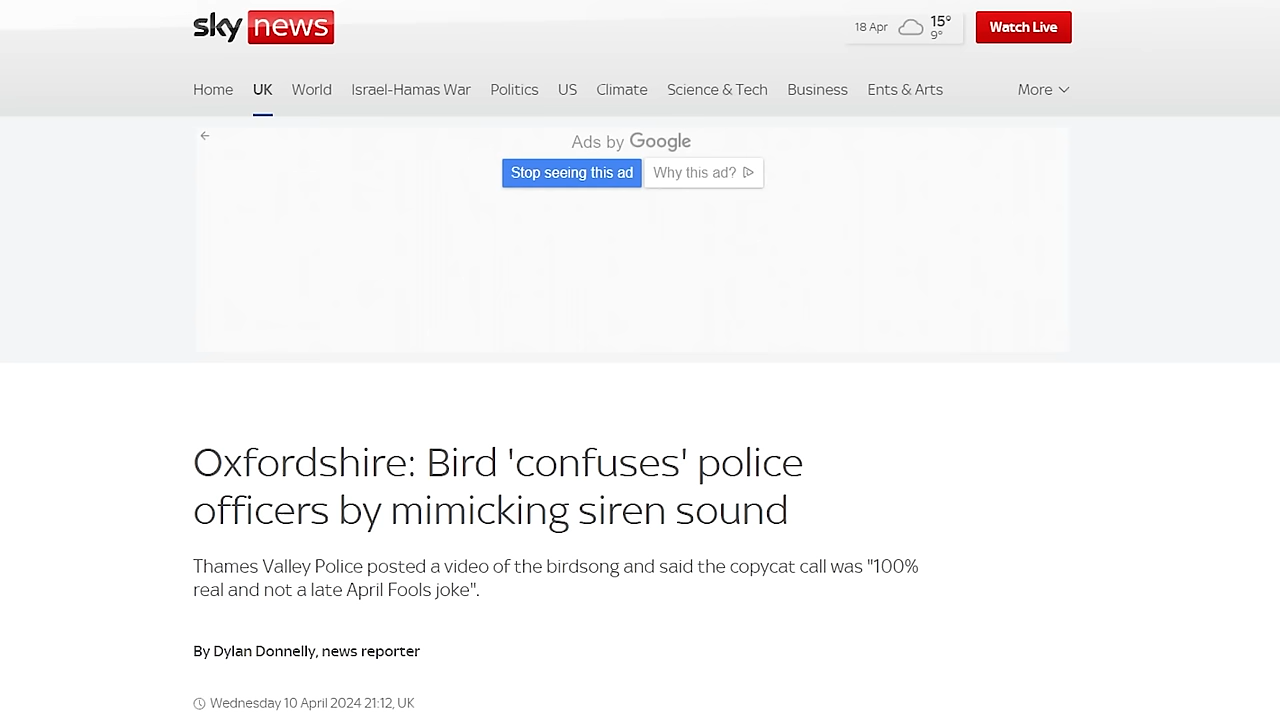 sky news
18 Apr 15° 9° Watch Live
Home UK World Israel-Hamas War Politics US Climate Science & Tech Business Ents & Arts More
Ads by Google
Stop seeing this ad Why this ad?
Oxfordshire: Bird 'confuses' police
officers by mimicking siren sound
Thames Valley Police posted a video of the birdsong and said the copycat call was "100%
real and not a late April Fools joke".
By Dylan Donnelly, news reporter
Wednesday 10 April 2024 21:12, UK